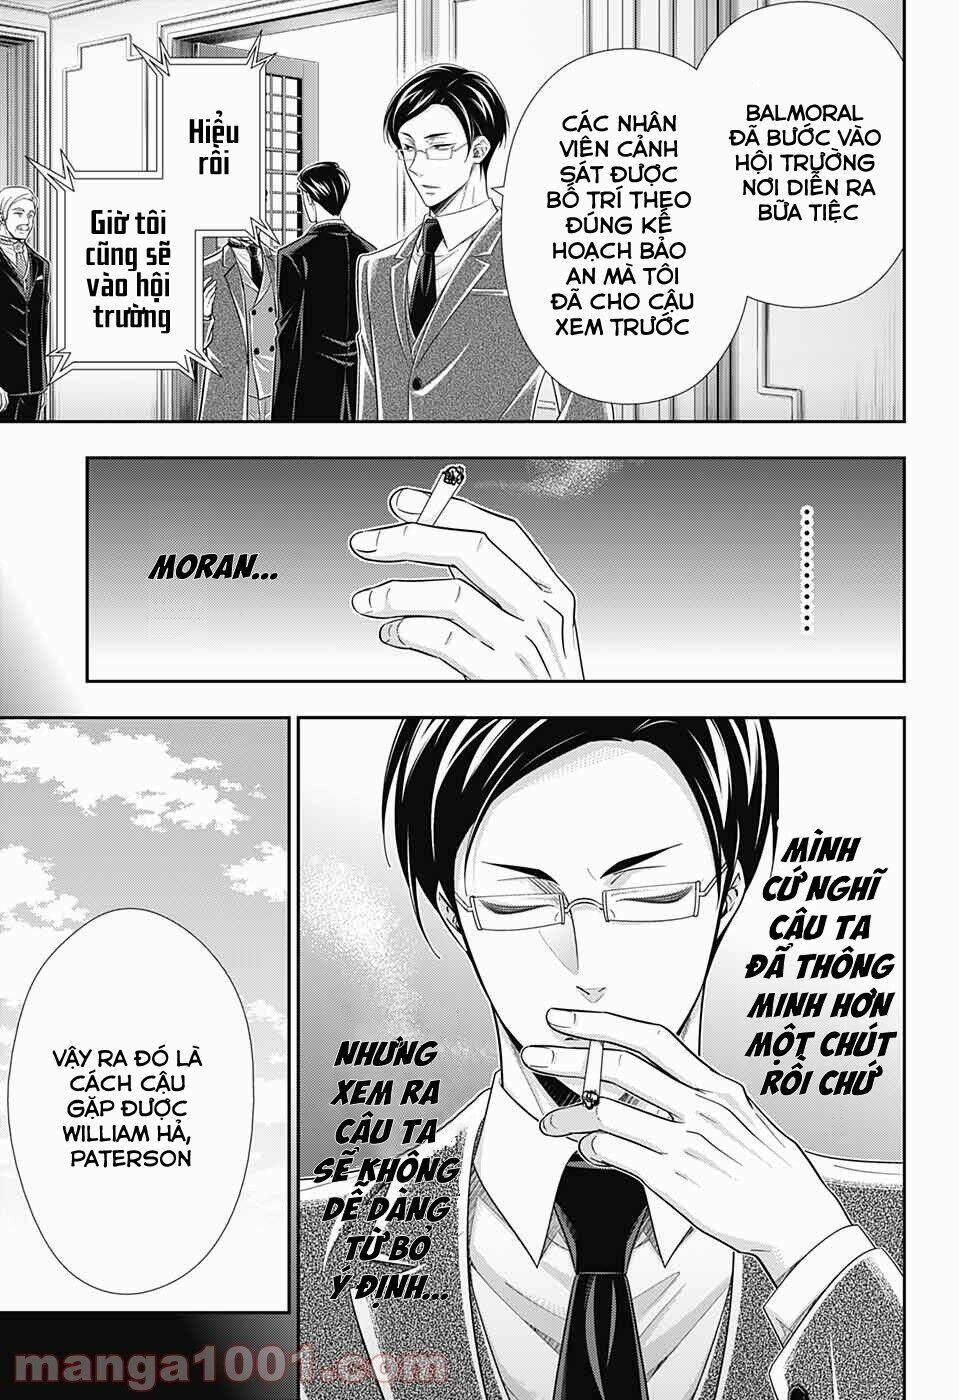 BALMORAL
ĐÃ BƯỚC VÀO
HỘI TRƯỜNG
NƠI DIỄN RA
BỮA TIỆC
CÁC NHÂN
VIÊN CẢNH
SÁT ĐƯỢC
BỐ TRÍ THEO
ĐÚNG KẾ
HOẠCH BẢO
AN MÀ TÔI
ĐÃ CHO CẬU
XEM TRƯỚC
Hiểu
rồi
Giờ tôi
cũng sẽ
vào hội
trường
MORAN...
MÌNH
CỨ NGHĨ
CẬU TA
ĐÃ THÔNG
MINH HƠN
MỘT CHÚT
RỒI CHỨ
NHƯNG
XEM RA
CẬU TA
SẼ KHÔNG
DỄ DÀNG
TỪ BỎ
Ý ĐỊNH...
VẬY RA ĐÓ LÀ
CÁCH CẬU
GẶP ĐƯỢC
WILLIAM HẢ,
PATERSON
manga1001.com